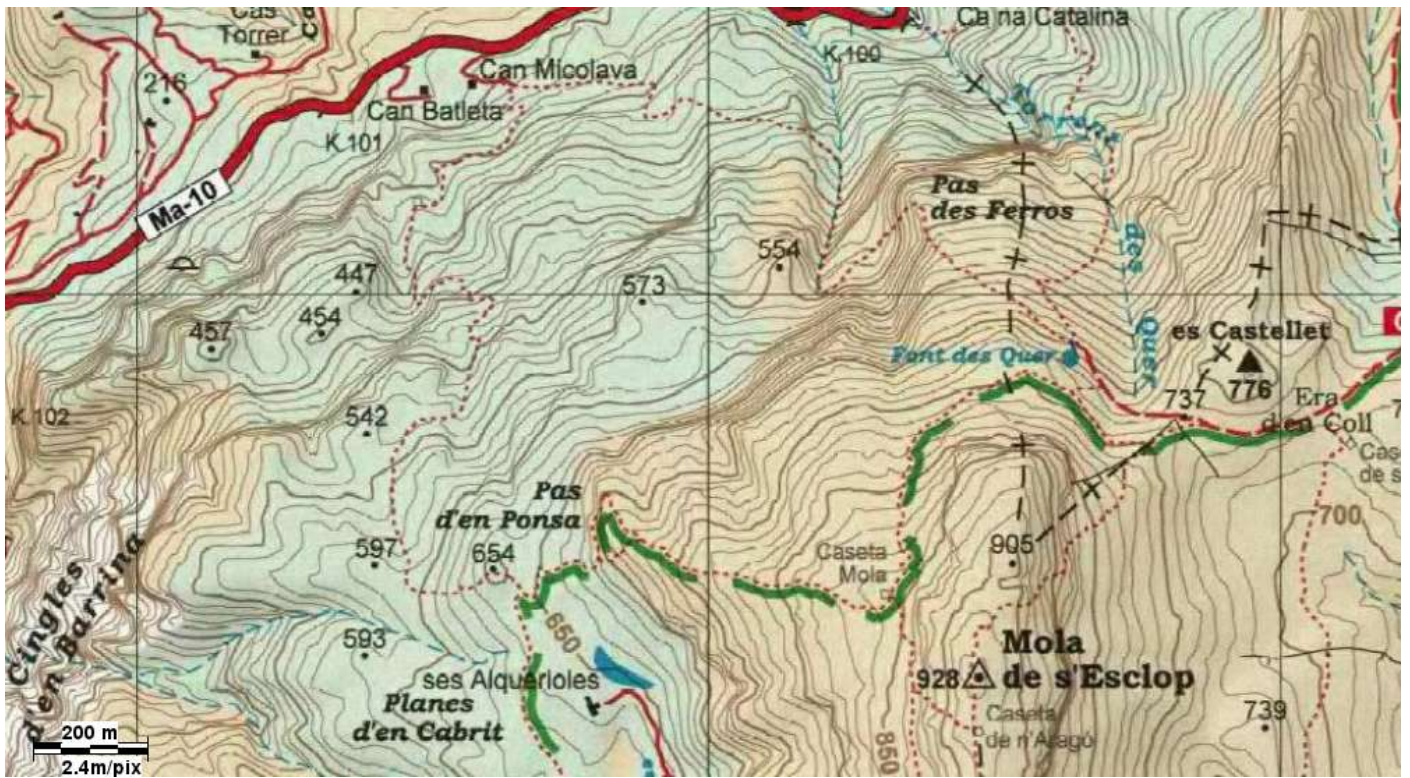 Cas
Torrer
Ca na Catalina
K 100
216
Can Micolava
Can Batleta
K 101
Torrens
Ma-10
Pas
des Ferros
des
554
447
573
454
457
Quer
es Castellet
Font des Quer
776
737
Era
d'en Coll
K 102
542
Pas
d'en Ponsa
700
597
654
Caseta
Mola
905
Cingles
d'en Barrina
650
593
Mola
de s'Esclop
928
ses Alquerioles
Planes
d'en Cabrit
Caseta
de n'Aragó
850
739
200 m
2.4m/pix